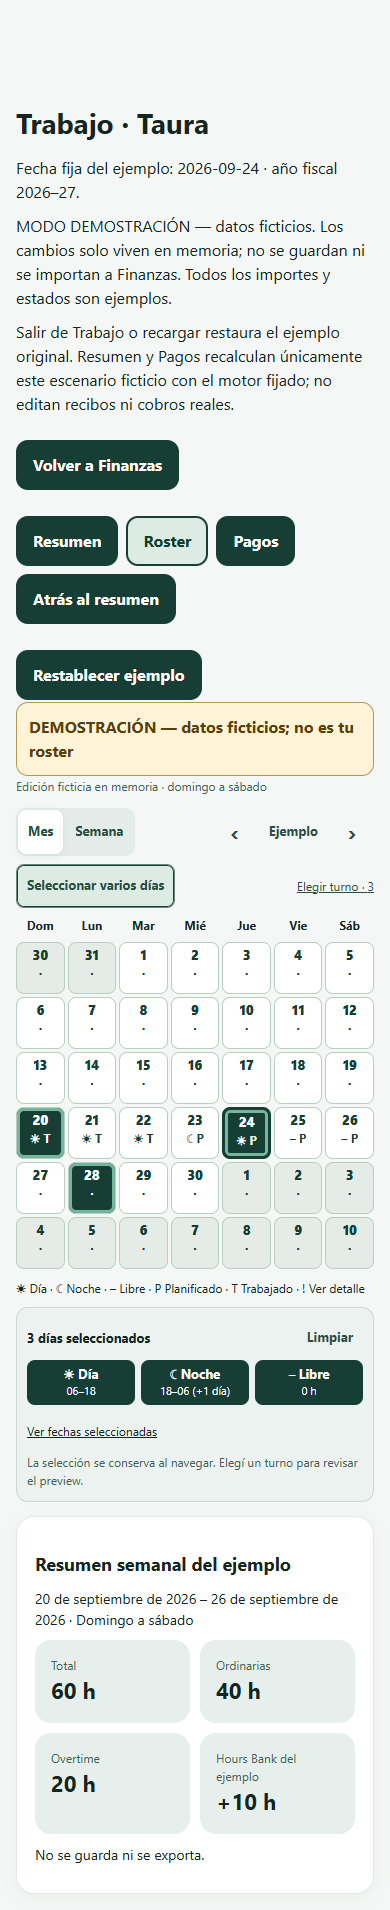 Trabajo · Taura
Fecha fija del ejemplo: 2026-09-24 · año fiscal
2026–27.
MODO DEMOSTRACIÓN — datos ficticios. Los
cambios solo viven en memoria; no se guardan ni
se importan a Finanzas. Todos los importes y
estados son ejemplos.
Salir de Trabajo o recargar restaura el ejemplo
original. Resumen y Pagos recalculan únicamente
este escenario ficticio con el motor fijado; no
editan recibos ni cobros reales.
Volver a Finanzas
Resumen Roster Pagos
Atrás al resumen
Restablecer ejemplo
DEMOSTRACIÓN — datos ficticios; no es tu
roster
Edición ficticia en memoria · domingo a sábado
Mes Semana ‹ Ejemplo ›
Seleccionar varios días Elegir turno · 3
Dom Lun Mar Mié Jue Vie Sáb
30 31 1 2 3 4 5
· · · · · · ·
6 7 8 9 10 11 12
· · · · · · ·
13 14 15 16 17 18 19
· · · · · · ·
20 21 22 23 24 25 26
☀ T ☀ T ☀ T ☾ P ☀ P – P – P
27 28 29 30 1 2 3
· · · · · · ·
4 5 6 7 8 9 10
· · · · · · ·
☀ Día · ☾ Noche · – Libre · P Planificado · T Trabajado · ! Ver detalle
3 días seleccionados Limpiar
☀ Día ☾ Noche – Libre
06–18 18–06 (+1 día) 0 h
Ver fechas seleccionadas
La selección se conserva al navegar. Elegí un turno para revisar
el preview.
Resumen semanal del ejemplo
20 de septiembre de 2026 – 26 de septiembre de
2026 · Domingo a sábado
Total
60 h
Ordinarias
40 h
Overtime
20 h
Hours Bank del
ejemplo
+10 h
No se guarda ni se exporta.